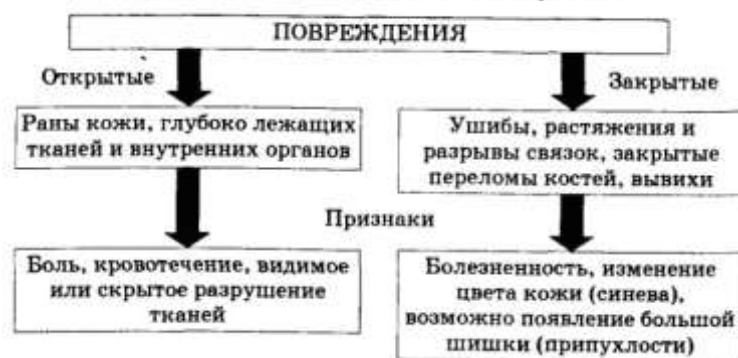 ПОВРЕЖДЕНИЯ
Открытые
Закрытые
Раны кожи, глубоко лежащих
тканей и внутренних органов
Ушибы, растяжения и
разрывы связок, закрытые
переломы костей, вывихи
Признаки
Боль, кровотечение, видимое
или скрытое разрушение
тканей
Болезненность, изменение
цвета кожи (синева),
возможно появление большой
шишки (припухлости)